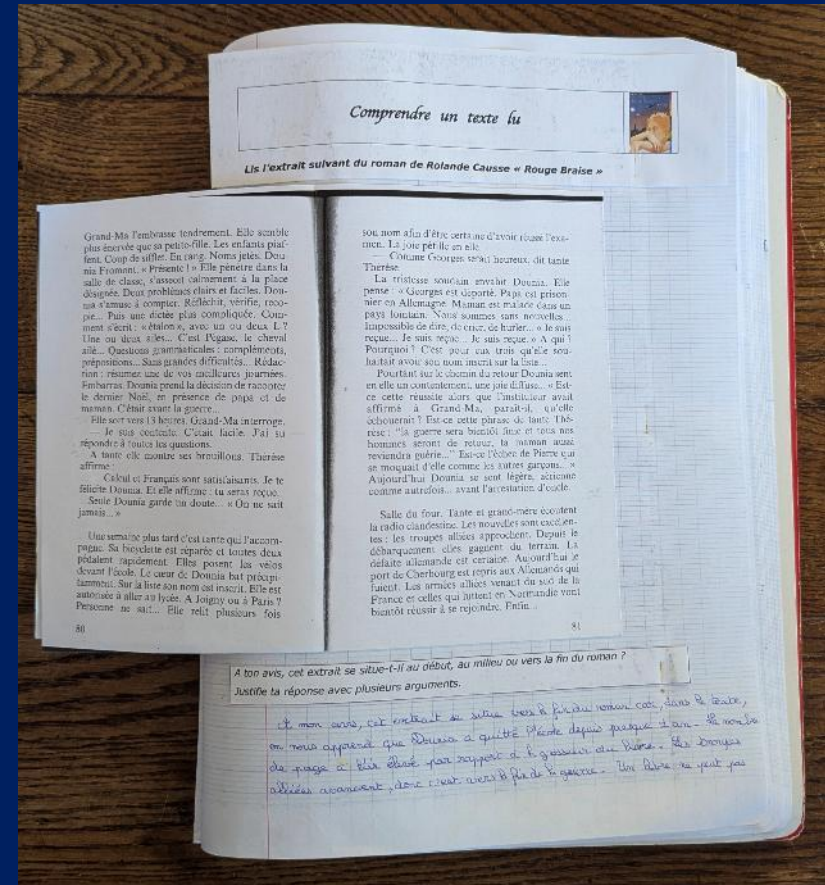 Comprendre un texte lu
Lis l'extrait suivant du roman de Rolande Causse « Rouge Braise »
Grand-Ma l'embrasse tendrement. Elle semble
plus énervée que sa petite-fille. Les enfants piaf-
fent. Coup de sifflet. En rang. Noms jetés. Dou-
nia Fromont. « Présente ! » Elle pénètre dans la
salle de classe, s'assoit calmement à la place
désignée. Deux problèmes clairs et faciles. Dou-
nia s'amuse à compter. Réfléchit, vérifie, reco-
pie... Puis une dictée plus compliquée. Com-
ment s'écrit : « étalon », avec un ou deux L ?
Une ou deux ailes... C'est Pégase, le cheval
ailé... Questions grammaticales : compléments,
prépositions... Sans grandes difficultés... Rédac-
tion : résumez une de vos meilleures journées.
Embarras. Dounia prend la décision de raconter
le dernier Noël, en présence de papa et de
maman. C'était avant la guerre...
Elle sort vers 13 heures. Grand-Ma interroge.
— Je suis contente. C'était facile. J'ai su
répondre à toutes les questions.
A tante elle montre ses brouillons. Thérèse
affirme :
— Calcul et Français sont satisfaisants. Je te
félicite Dounia. Et elle affirme : tu seras reçue.
Seule Dounia garde un doute... « On ne sait
jamais... »
Une semaine plus tard c'est tante qui l'accom-
pagne. Sa bicyclette est réparée et toutes deux
pédalent rapidement. Elles posent les vélos
devant l'école. Le cœur de Dounia bat précipi-
tamment. Sur la liste son nom est inscrit. Elle est
autorisée à aller au lycée. A Joigny ou à Paris ?
Personne ne sait... Elle relit plusieurs fois
80
son nom afin d'être certaine d'avoir réussi l'exa-
men. La joie pétille en elle.
— Comme Georges serait heureux, dit tante
Thérèse.
La tristesse soudain envahit Dounia. Elle
pense : « Georges est déporté. Papa est prison-
nier en Allemagne. Maman est malade dans un
pays lointain. Nous sommes sans nouvelles...
Impossible de dire, de crier, de hurler... « Je suis
reçue... Je suis reçue... Je suis reçue. » A qui ?
Pourquoi ? C'est pour eux trois qu'elle sou-
haitait avoir son nom inscrit sur la liste...
Pourtant sur le chemin du retour Dounia sent
en elle un contentement, une joie diffuse... « Est-
ce cette réussite alors que l'instituteur avait
affirmé à Grand-Ma, paraît-il, qu'elle
échouerait ? Est-ce cette phrase de tante Thé-
rèse : "la guerre sera bientôt finie et tous nos
hommes seront de retour, ta maman aussi
reviendra guérie..." Est-ce l'échec de Pierre qui
se moquait d'elle comme les autres garçons... »
Aujourd'hui Dounia se sent légère, aérienne
comme autrefois... avant l'arrestation d'oncle.
Salle du four. Tante et grand-mère écoutent
la radio clandestine. Les nouvelles sont excellen-
tes : les troupes alliées approchent. Depuis le
débarquement elles gagnent du terrain. La
défaite allemande est certaine. Aujourd'hui le
port de Cherbourg est repris aux Allemands qui
fuient. Les armées alliées venant du sud de la
France et celles qui luttent en Normandie vont
bientôt réussir à se rejoindre. Enfin...
81
A ton avis, cet extrait se situe-t-il au début, au milieu ou vers la fin du roman ?
Justifie ta réponse avec plusieurs arguments.
A mon avis, cet extrait se situe vers la fin du roman car, dans le texte,
on nous apprend que Dounia a quitté l'école depuis presque 1 an. Le nombre
de page a l'air élevé par rapport à la grosseur du livre. Les troupes
alliées avancent, donc c'est vers la fin de la guerre. Un livre ne peut pas